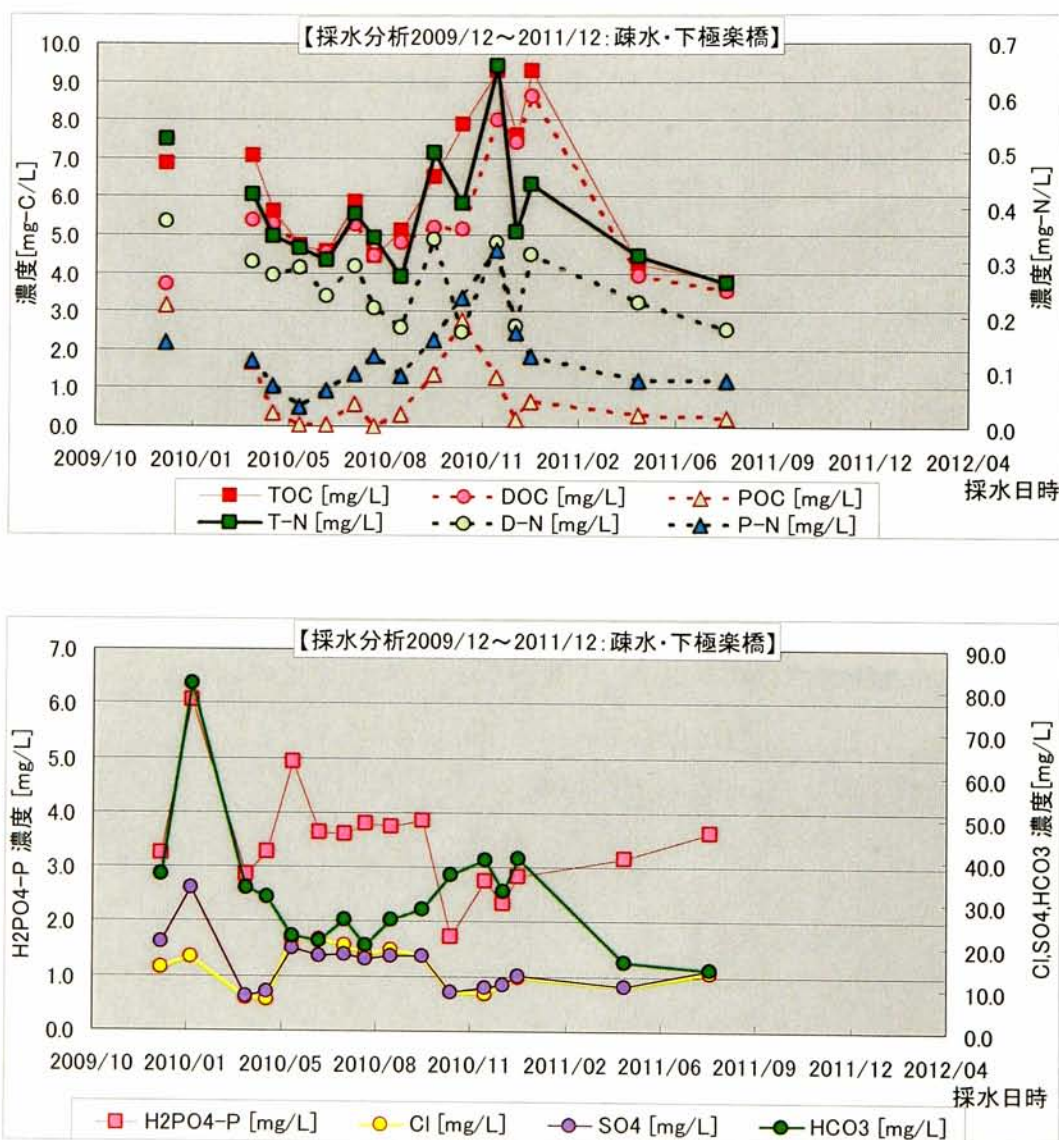 【採水分析2009/12～2011/12:疎水・下極楽橋】
濃度[mg-C/L]
10.0
9.0
8.0
7.0
6.0
5.0
4.0
3.0
2.0
1.0
0.0
0.7
0.6
0.5
0.4
0.3
0.2
0.1
0.0
濃度[mg-N/L]
2009/10 2010/01 2010/05 2010/08 2010/11 2011/02 2011/06 2011/09 2011/12 2012/04
採水日時
TOC [mg/L] DOC [mg/L] POC [mg/L]
T-N [mg/L] D-N [mg/L] P-N [mg/L]
【採水分析2009/12～2011/12:疎水・下極楽橋】
H2PO4-P 濃度 [mg/L]
7.0
6.0
5.0
4.0
3.0
2.0
1.0
0.0
90.0
80.0
70.0
60.0
50.0
40.0
30.0
20.0
10.0
0.0
Cl,SO4,HCO3 濃度[mg/L]
2009/10 2010/01 2010/05 2010/08 2010/11 2011/02 2011/06 2011/09 2011/12 2012/04
採水日時
H2PO4-P [mg/L] Cl [mg/L] SO4 [mg/L] HCO3 [mg/L]